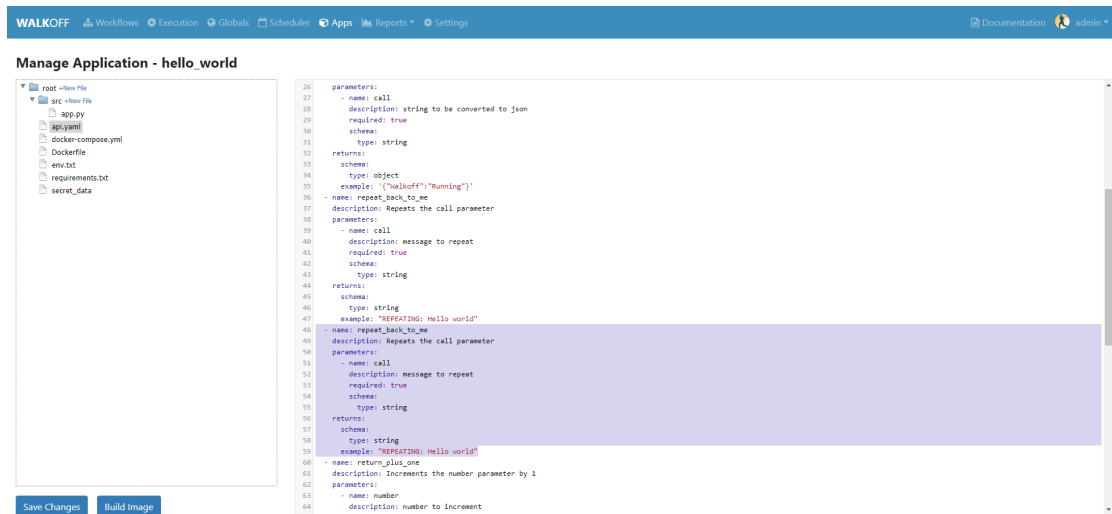 WALKOFF Workflows Execution Globals Scheduler Apps Reports Settings Documentation admin
Manage Application - hello_world
root +New File
src +New File
app.py
api.yaml
docker-compose.yml
Dockerfile
env.txt
requirements.txt
secret_data
Save Changes Build Image
26 parameters:
27 - name: call
28 description: string to be converted to json
29 required: true
30 schema:
31 type: string
32 returns:
33 schema:
34 type: object
35 example: '{"Walkoff":"Running"}'
36 - name: repeat_back_to_me
37 description: Repeats the call parameter
38 parameters:
39 - name: call
40 description: message to repeat
41 required: true
42 schema:
43 type: string
44 returns:
45 schema:
46 type: string
47 example: "REPEATING: Hello world"
48 - name: repeat_back_to_me
49 description: Repeats the call parameter
50 parameters:
51 - name: call
52 description: message to repeat
53 required: true
54 schema:
55 type: string
56 returns:
57 schema:
58 type: string
59 example: "REPEATING: Hello world"
60 - name: return_plus_one
61 description: Increments the number parameter by 1
62 parameters:
63 - name: number
64 description: number to increment